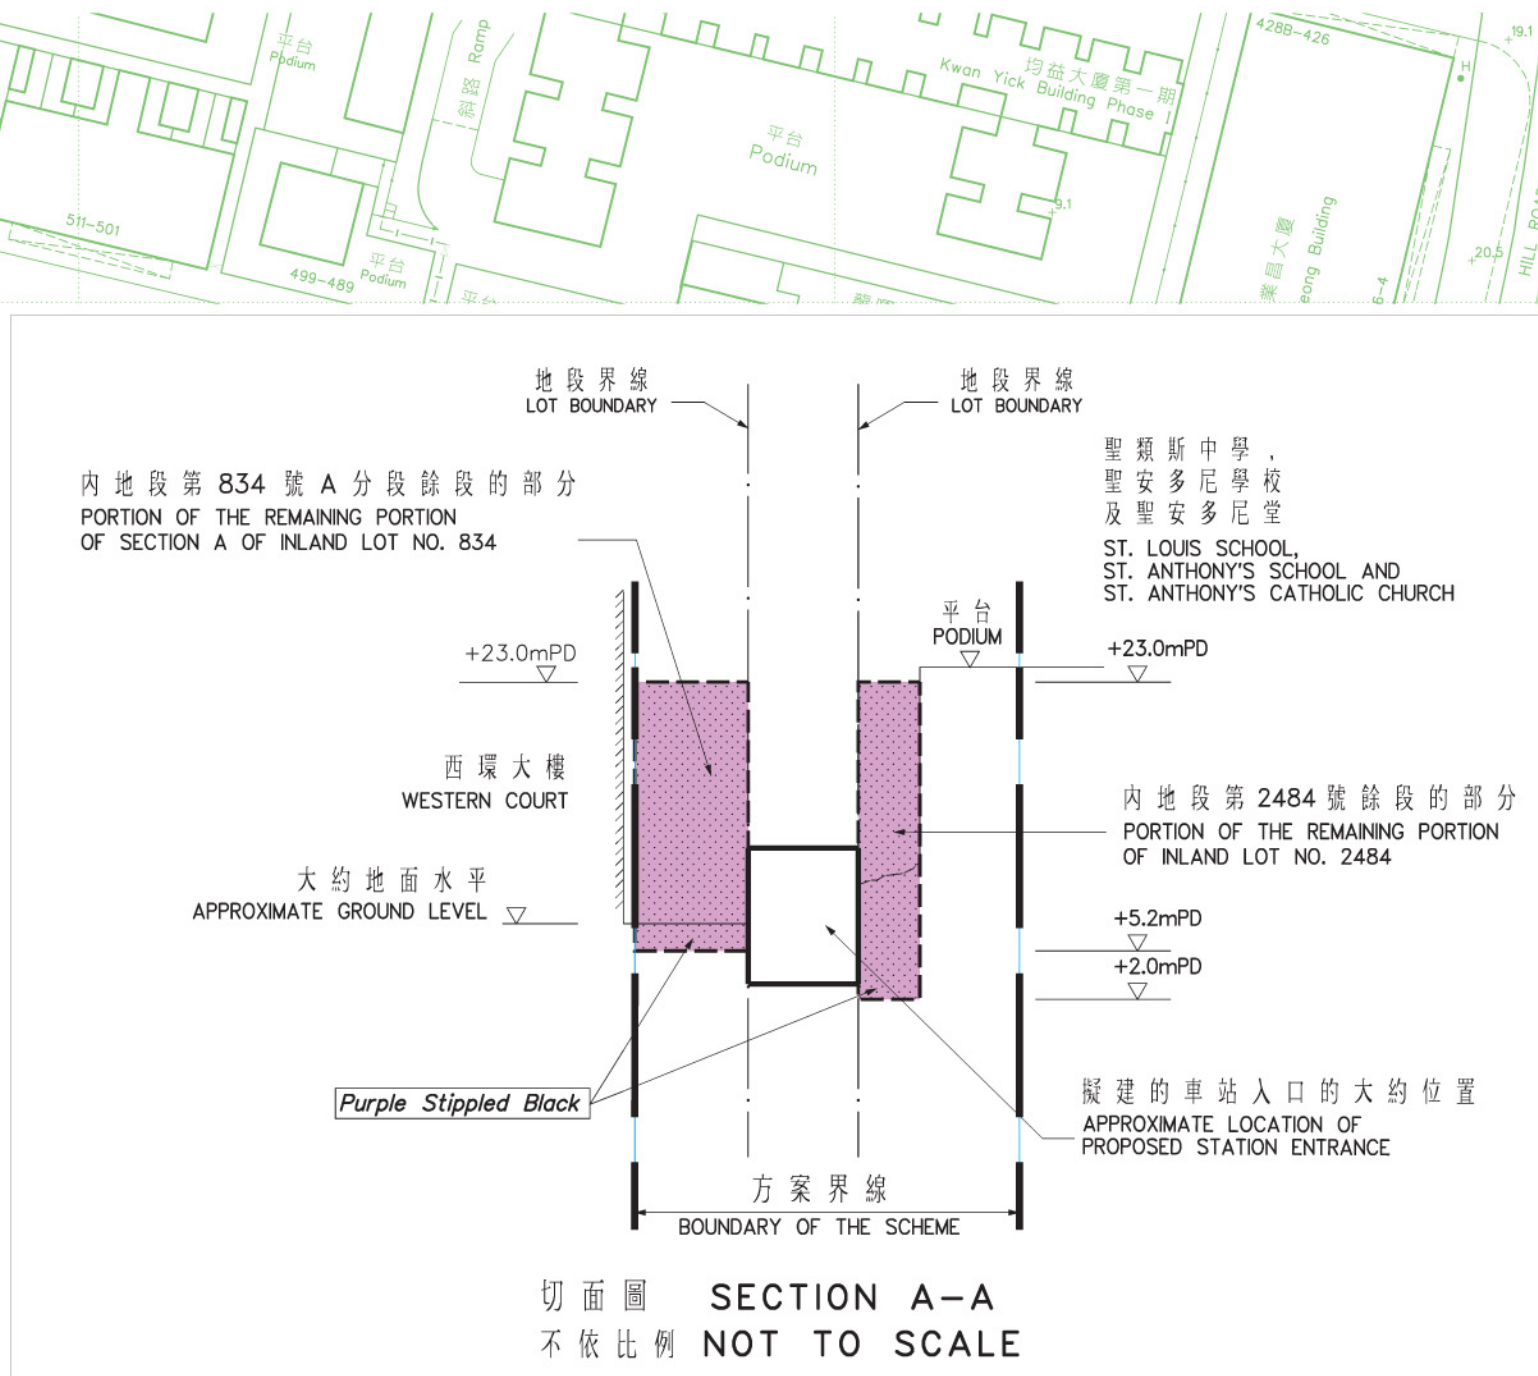 平台
Podium
斜路 Ramp
428B-426
19.1
H
均益大廈第一期
Kwan Yick Building Phase I
平台
Podium
9.1
511-501
499-489
平台
Podium
平台
業昌大廈
eong Building
6-4
20.5
HILL ROA
地段界線
LOT BOUNDARY
地段界線
LOT BOUNDARY
內地段第 834 號 A 分段餘段的部分
PORTION OF THE REMAINING PORTION
OF SECTION A OF INLAND LOT NO. 834
聖類斯中學，
聖安多尼學校
及聖安多尼堂
ST. LOUIS SCHOOL,
ST. ANTHONY'S SCHOOL AND
ST. ANTHONY'S CATHOLIC CHURCH
平台
PODIUM
+23.0mPD
+23.0mPD
西環大樓
WESTERN COURT
內地段第 2484 號餘段的部分
PORTION OF THE REMAINING PORTION
OF INLAND LOT NO. 2484
大約地面水平
APPROXIMATE GROUND LEVEL
+5.2mPD
+2.0mPD
Purple Stippled Black
擬建的車站入口的大約位置
APPROXIMATE LOCATION OF
PROPOSED STATION ENTRANCE
方案界線
BOUNDARY OF THE SCHEME
切面圖 SECTION A-A
不依比例 NOT TO SCALE